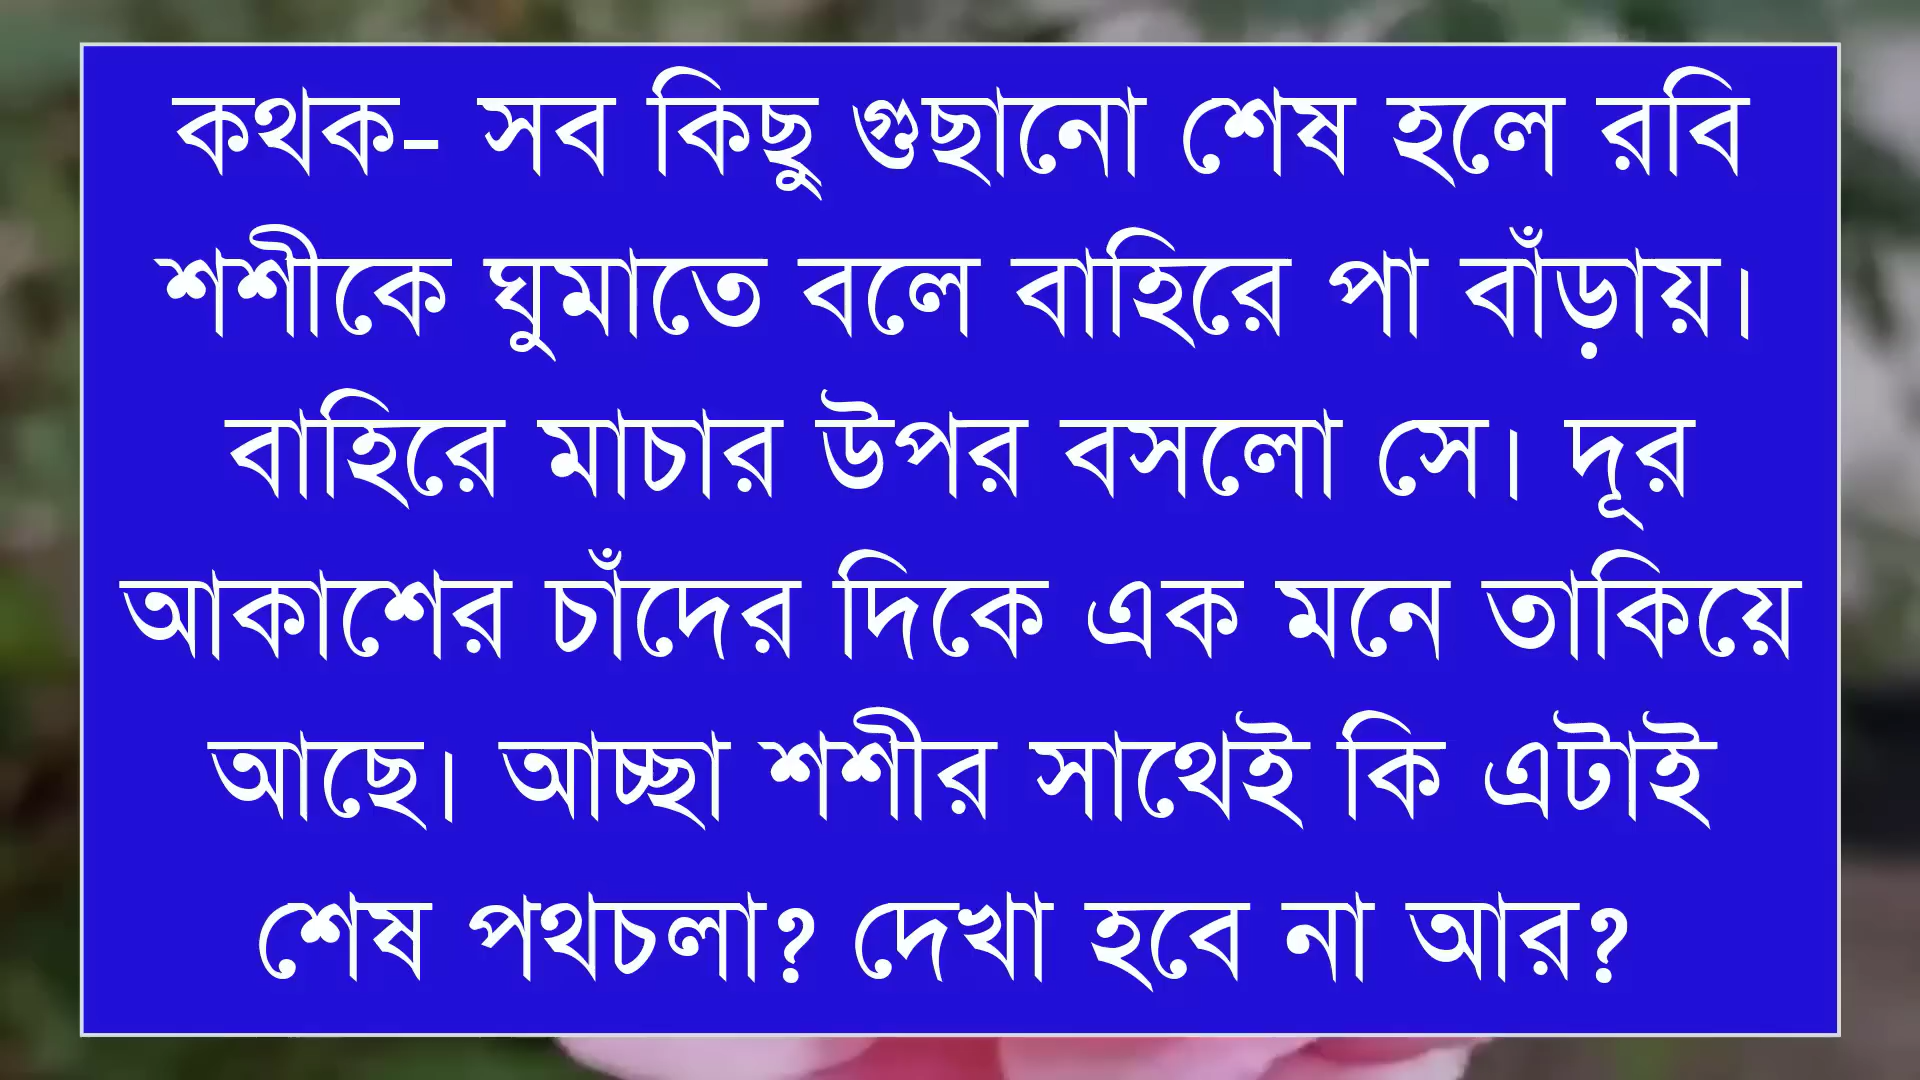 কথক- সব কিছু গুছানো শেষ হলে রবি
শশীকে ঘুমাতে বলে বাহিরে পা বাঁড়ায়।
বাহিরে মাচার উপর বসলো সে। দূর
আকাশের চাঁদের দিকে এক মনে তাকিয়ে
আছে। আচ্ছা শশীর সাথেই কি এটাই
শেষ পথচলা? দেখা হবে না আর?